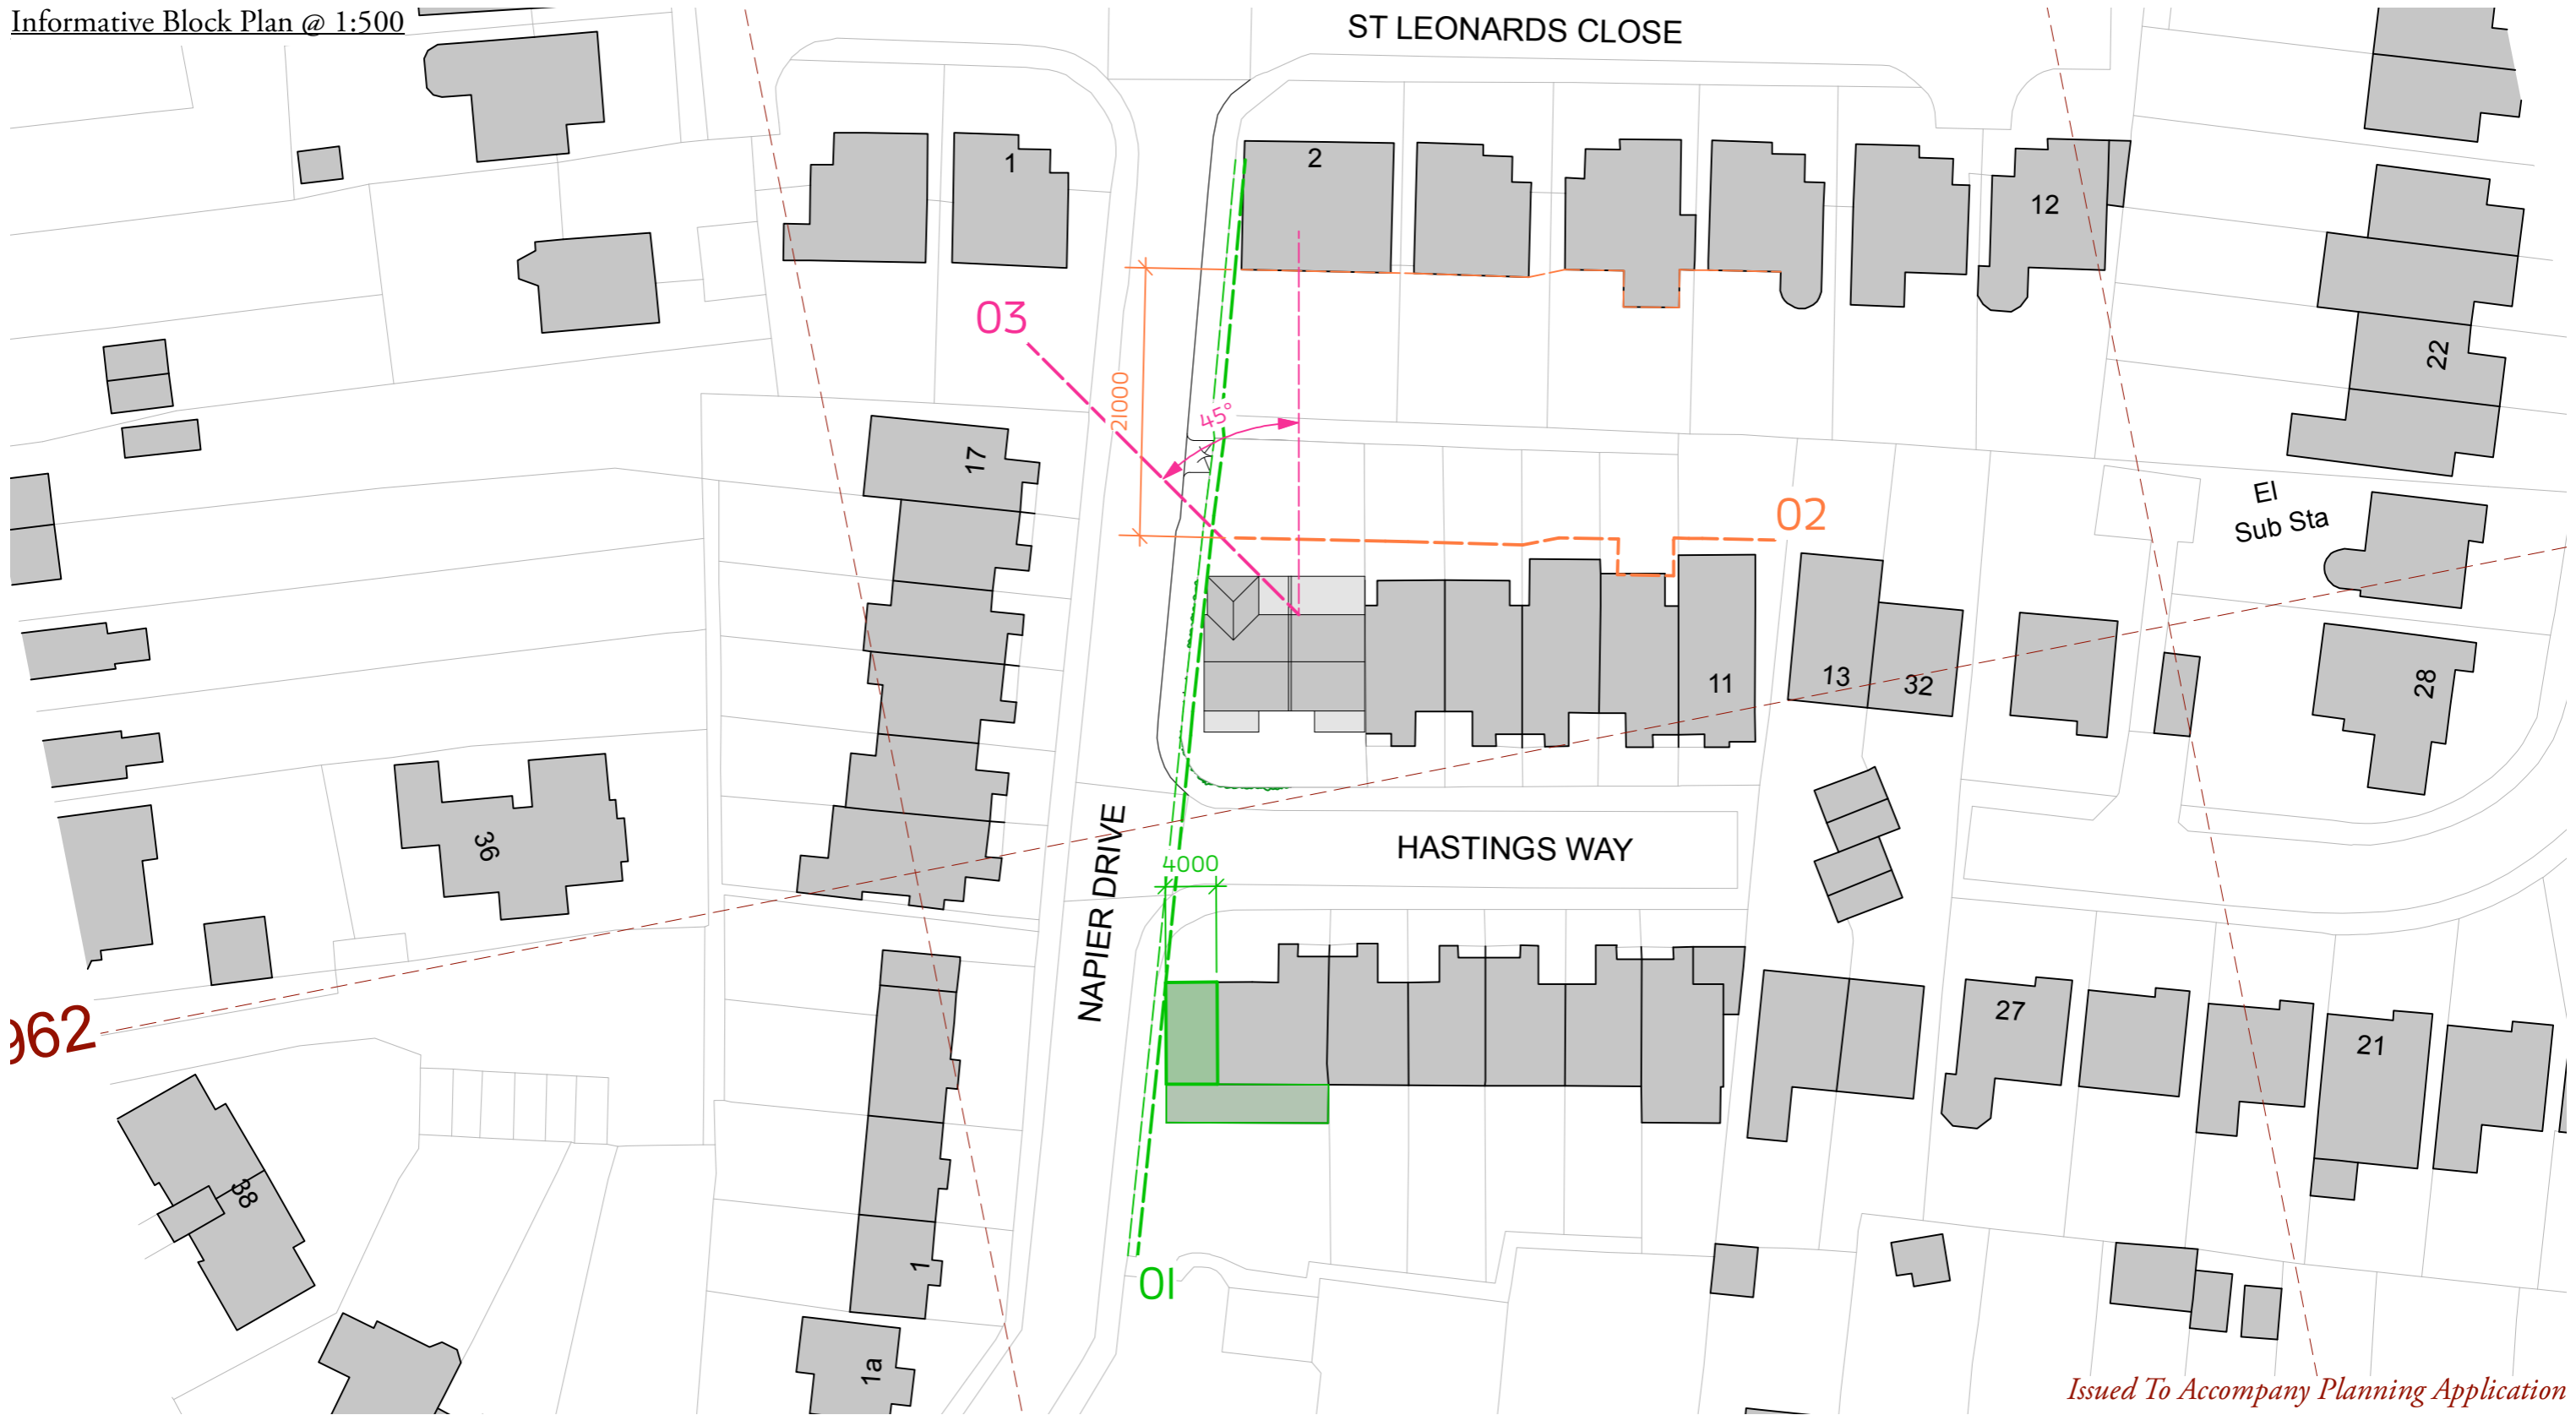 Informative Block Plan @ 1:500
ST LEONARDS CLOSE
1
2
12
03
21000
45°
22
17
02
El
Sub Sta
13
32
11
28
36
4000
HASTINGS WAY
NAPIER DRIVE
962
27
21
38
1
01
1a
Issued To Accompany Planning Application